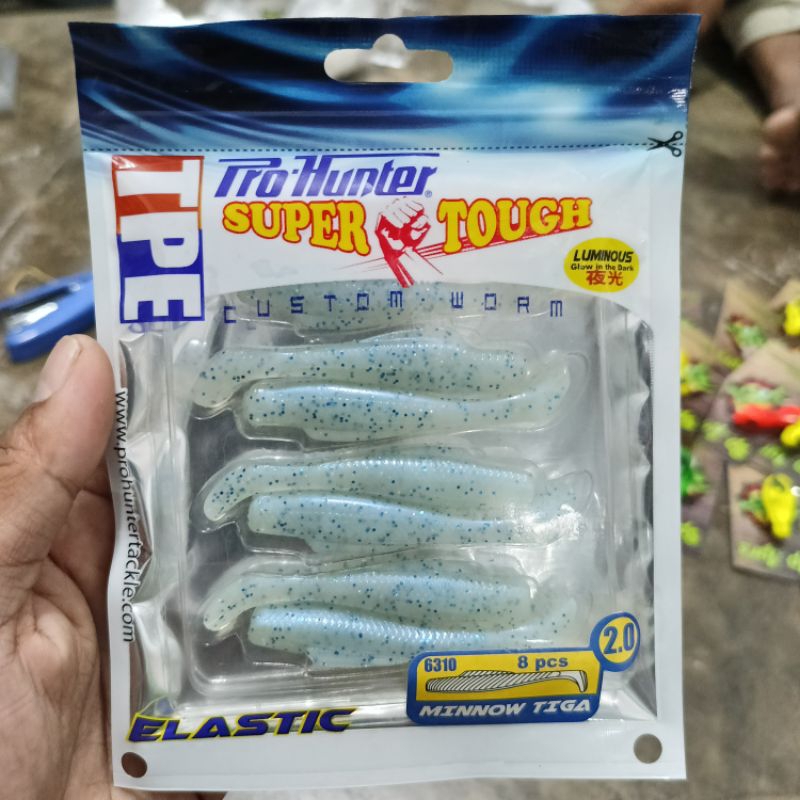 TPE
Pro-Hunter®
SUPER TOUGH
LUMINOUS
Glow in the Dark
夜光
CUSTOM WORM
www.prohuntertackle.com
2.0
6310 8 pcs
MINNOW TIGA
ELASTIC